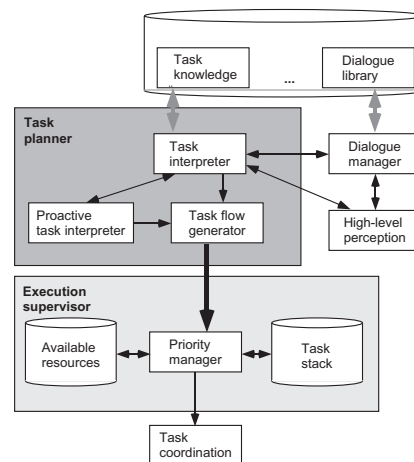 Task
knowledge
...
Dialogue
library
Task
planner
Task
interpreter
Dialogue
manager
Proactive
task interpreter
Task flow
generator
High-level
perception
Execution
supervisor
Available
resources
Priority
manager
Task
stack
Task
coordination